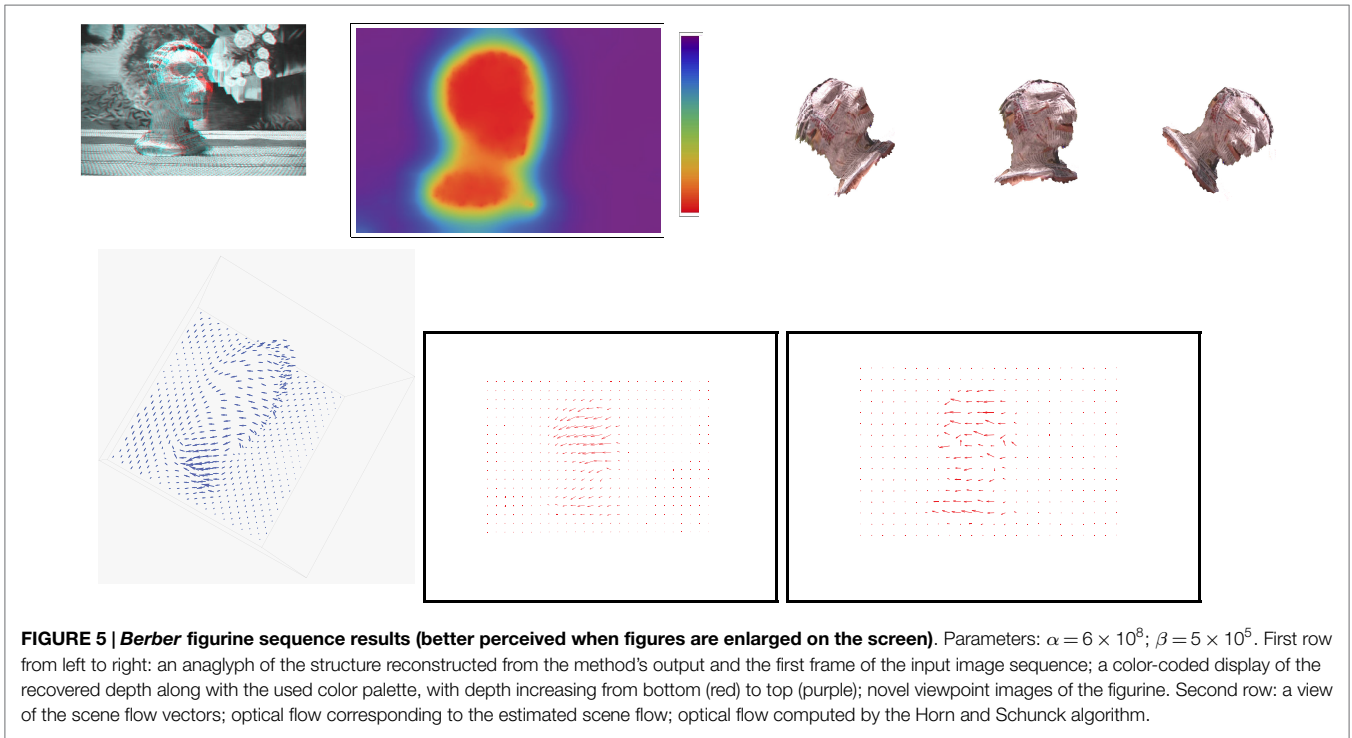 FIGURE 5 | Berber figurine sequence results (better perceived when figures are enlarged on the screen). Parameters: α = 6 × 10⁸; β = 5 × 10⁵. First row
from left to right: an anaglyph of the structure reconstructed from the method's output and the first frame of the input image sequence; a color-coded display of the
recovered depth along with the used color palette, with depth increasing from bottom (red) to top (purple); novel viewpoint images of the figurine. Second row: a view
of the scene flow vectors; optical flow corresponding to the estimated scene flow; optical flow computed by the Horn and Schunck algorithm.